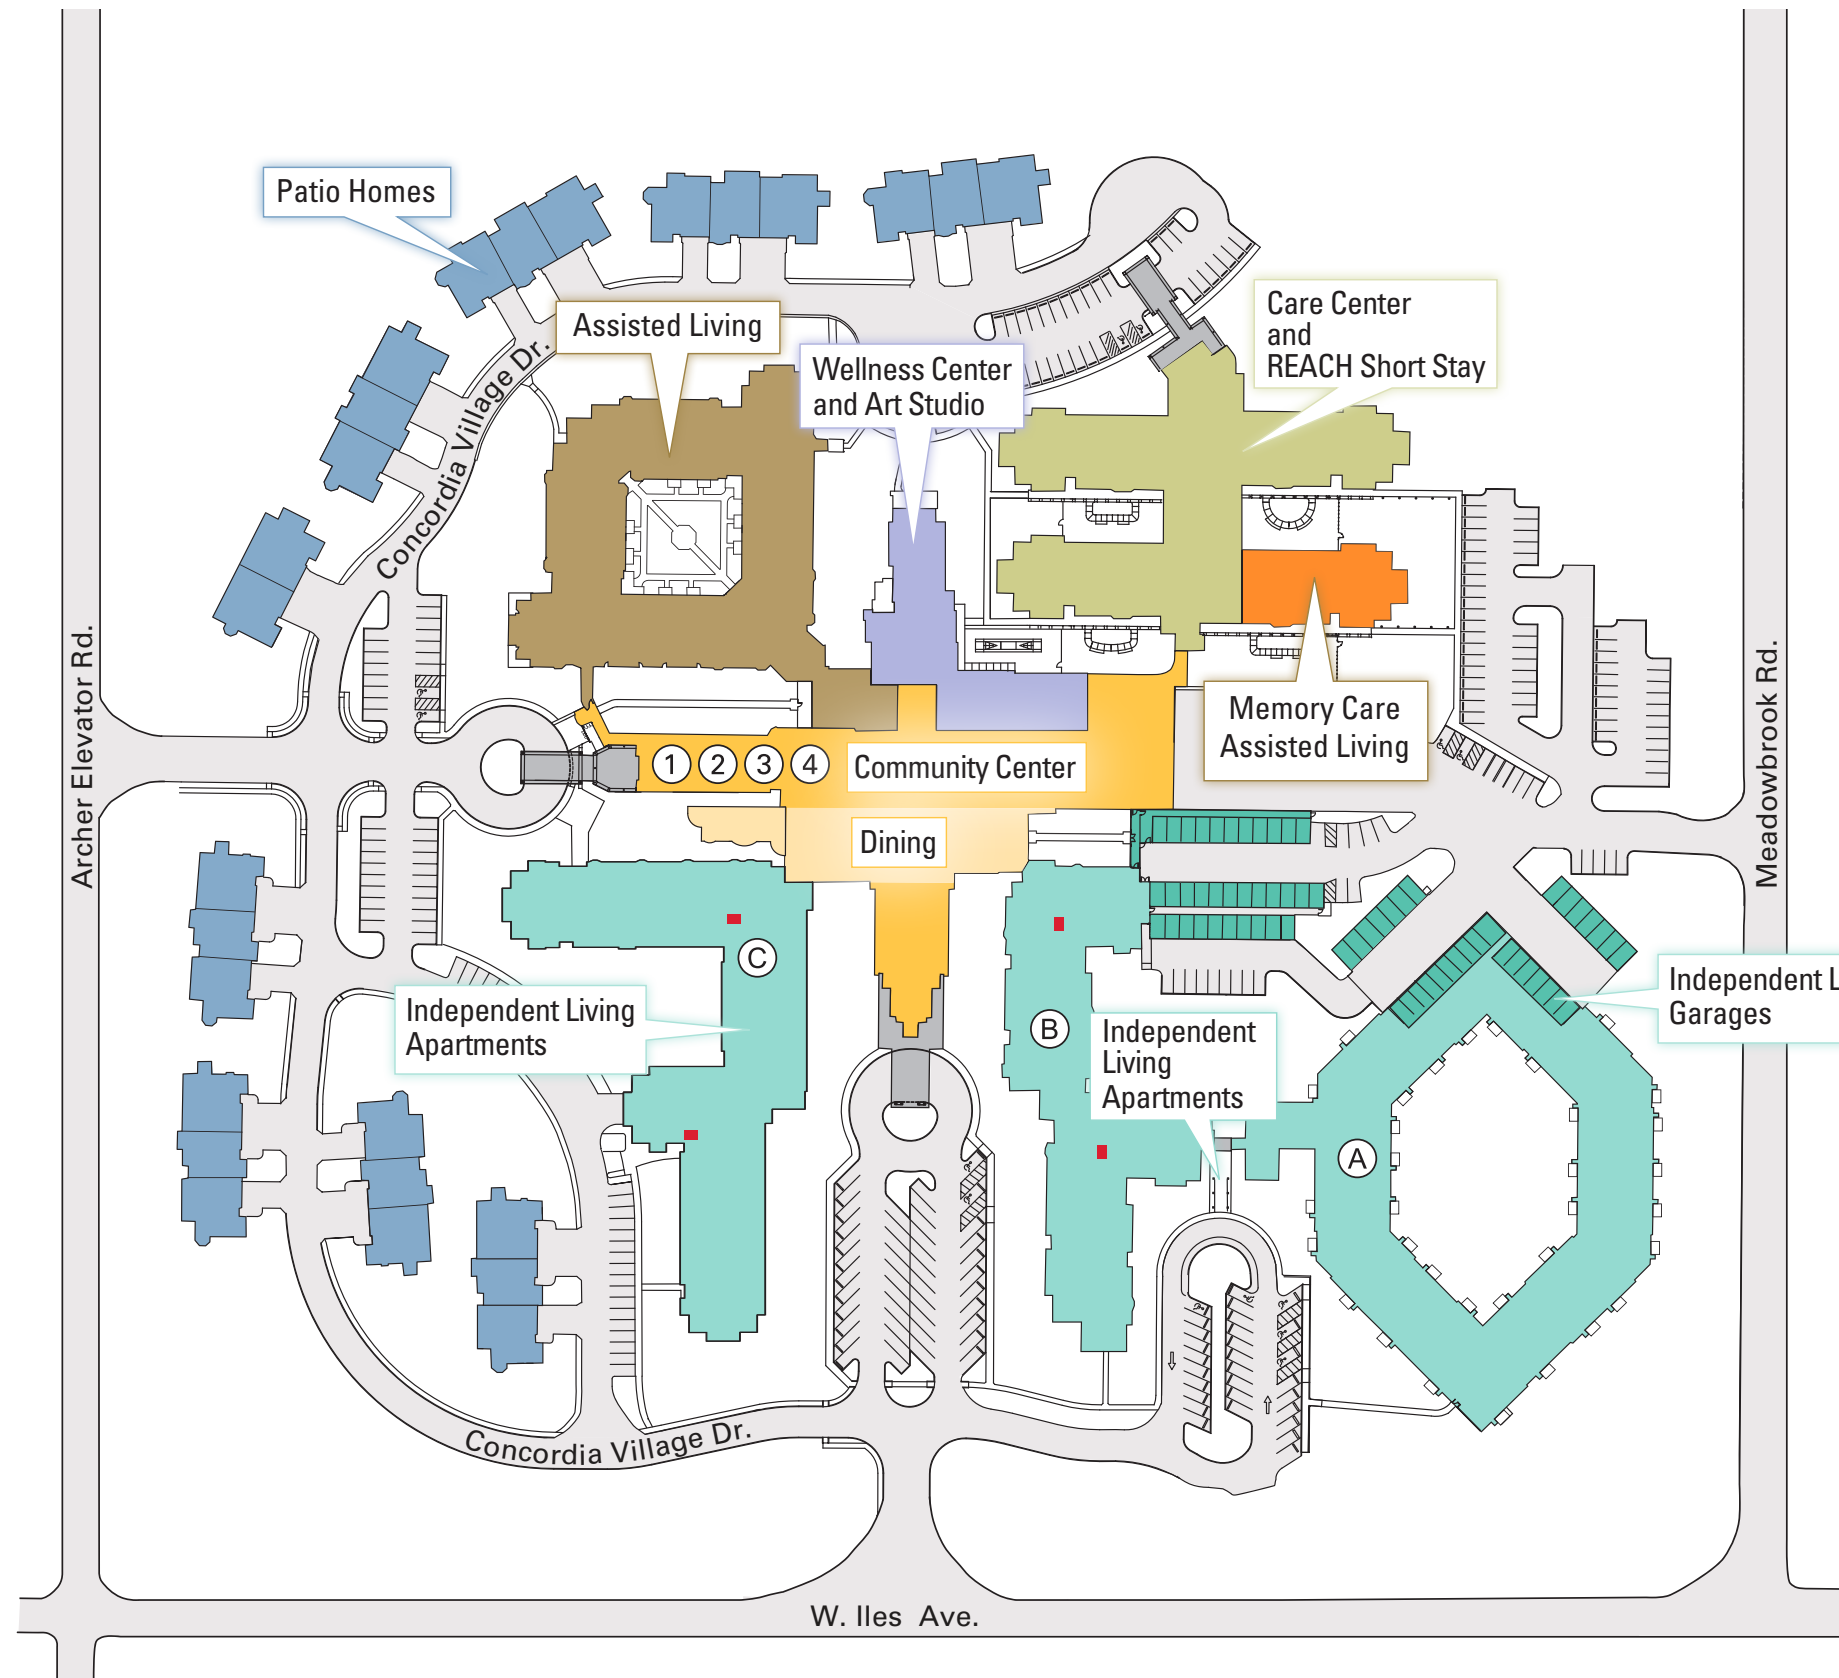 Patio Homes
Assisted Living
Care Center
and
REACH Short Stay
Wellness Center
and Art Studio
Concordia Village Dr.
Archer Elevator Rd.
Meadowbrook Rd.
Memory Care
Assisted Living
1 2 3 4
Community Center
Dining
C
Independent Living
Apartments
B
Independent
Living
Apartments
Independent L
Garages
A
Concordia Village Dr.
W. Iles Ave.